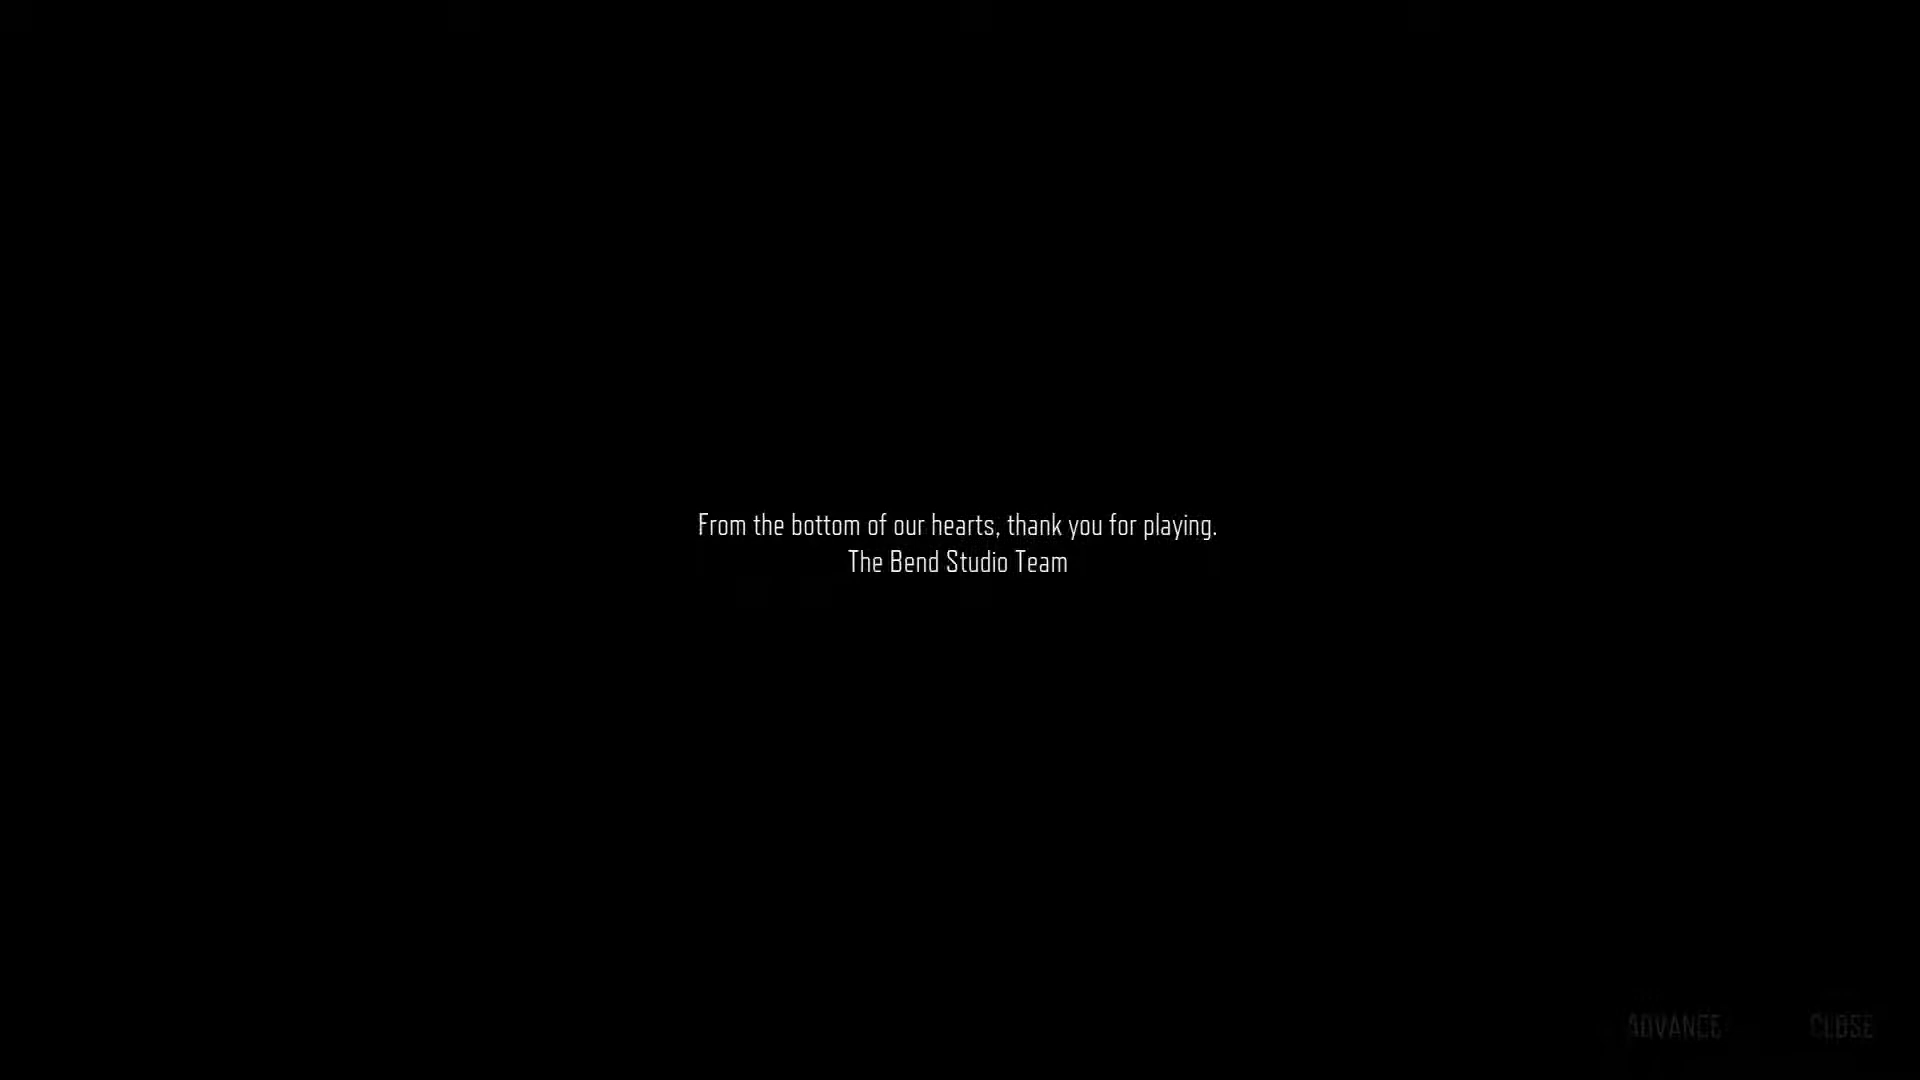 From the bottom of our hearts, thank you for playing.
The Bend Studio Team
ADVANCE CLOSE